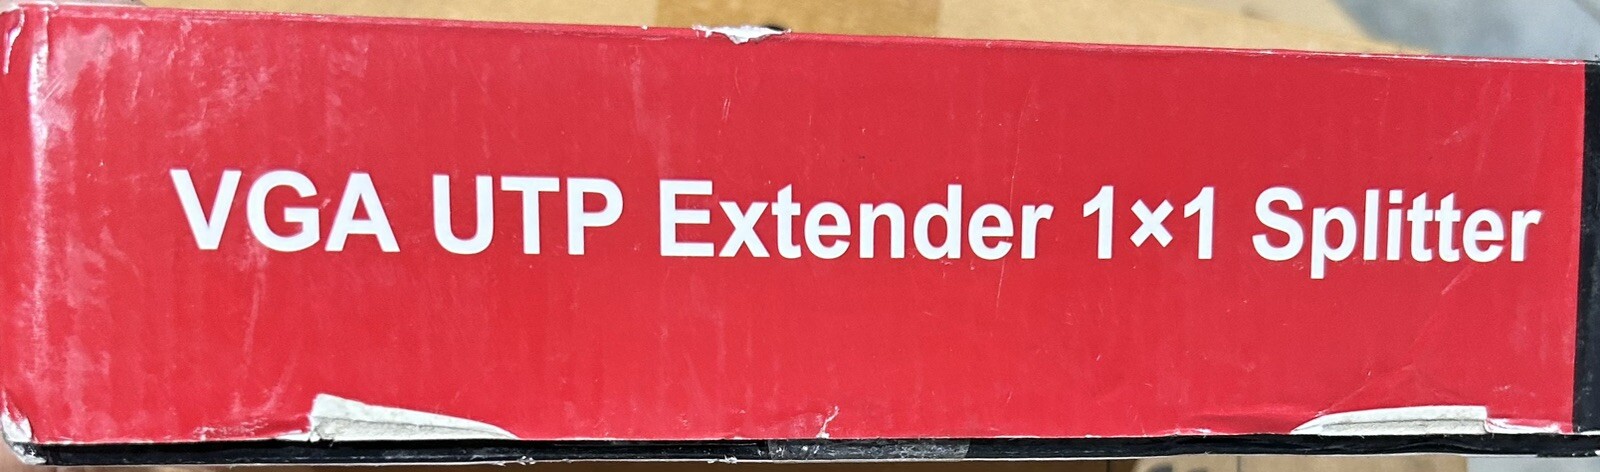 VGA UTP Extender 1×1 Splitter